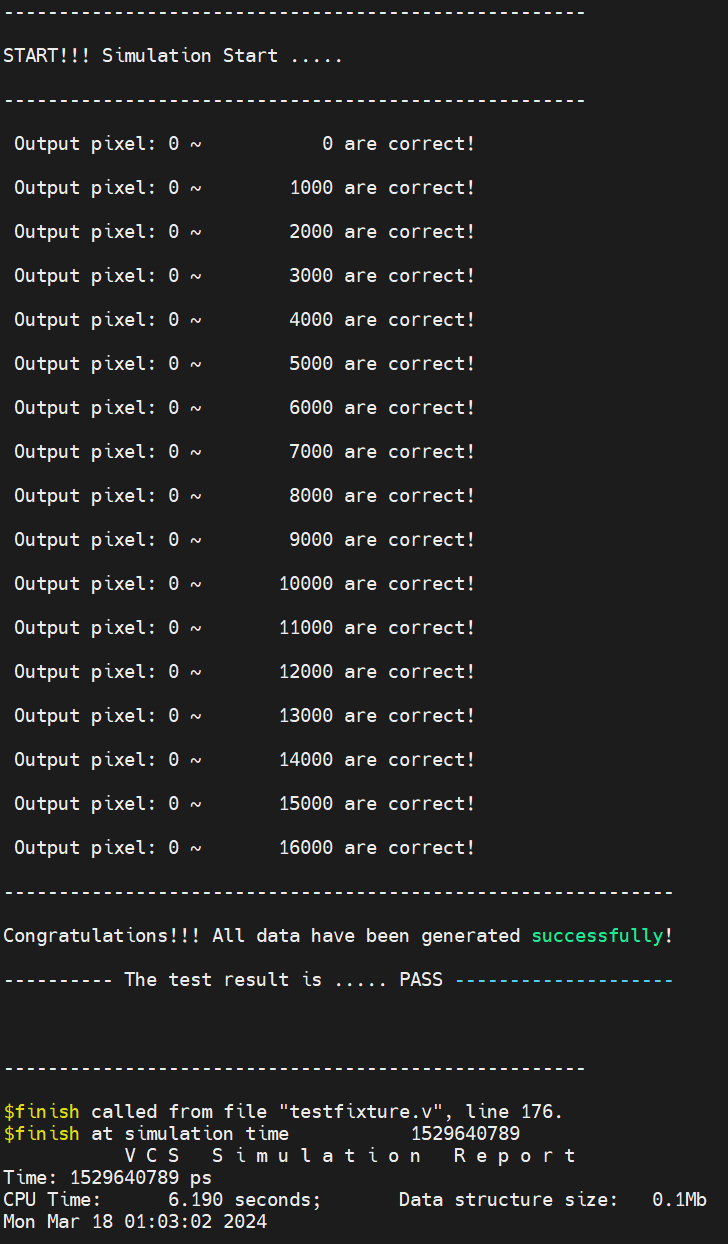 -----------------------------------------------------
START!!! Simulation Start .....
-----------------------------------------------------
 Output pixel: 0 ~           0 are correct!
 Output pixel: 0 ~        1000 are correct!
 Output pixel: 0 ~        2000 are correct!
 Output pixel: 0 ~        3000 are correct!
 Output pixel: 0 ~        4000 are correct!
 Output pixel: 0 ~        5000 are correct!
 Output pixel: 0 ~        6000 are correct!
 Output pixel: 0 ~        7000 are correct!
 Output pixel: 0 ~        8000 are correct!
 Output pixel: 0 ~        9000 are correct!
 Output pixel: 0 ~       10000 are correct!
 Output pixel: 0 ~       11000 are correct!
 Output pixel: 0 ~       12000 are correct!
 Output pixel: 0 ~       13000 are correct!
 Output pixel: 0 ~       14000 are correct!
 Output pixel: 0 ~       15000 are correct!
 Output pixel: 0 ~       16000 are correct!
-------------------------------------------------------------
Congratulations!!! All data have been generated successfully!
---------- The test result is ..... PASS --------------------
-----------------------------------------------------
$finish called from file "testfixture.v", line 176.
$finish at simulation time           1529640789
           V C S   S i m u l a t i o n   R e p o r t
Time: 1529640789 ps
CPU Time:      6.190 seconds;       Data structure size:   0.1Mb
Mon Mar 18 01:03:02 2024